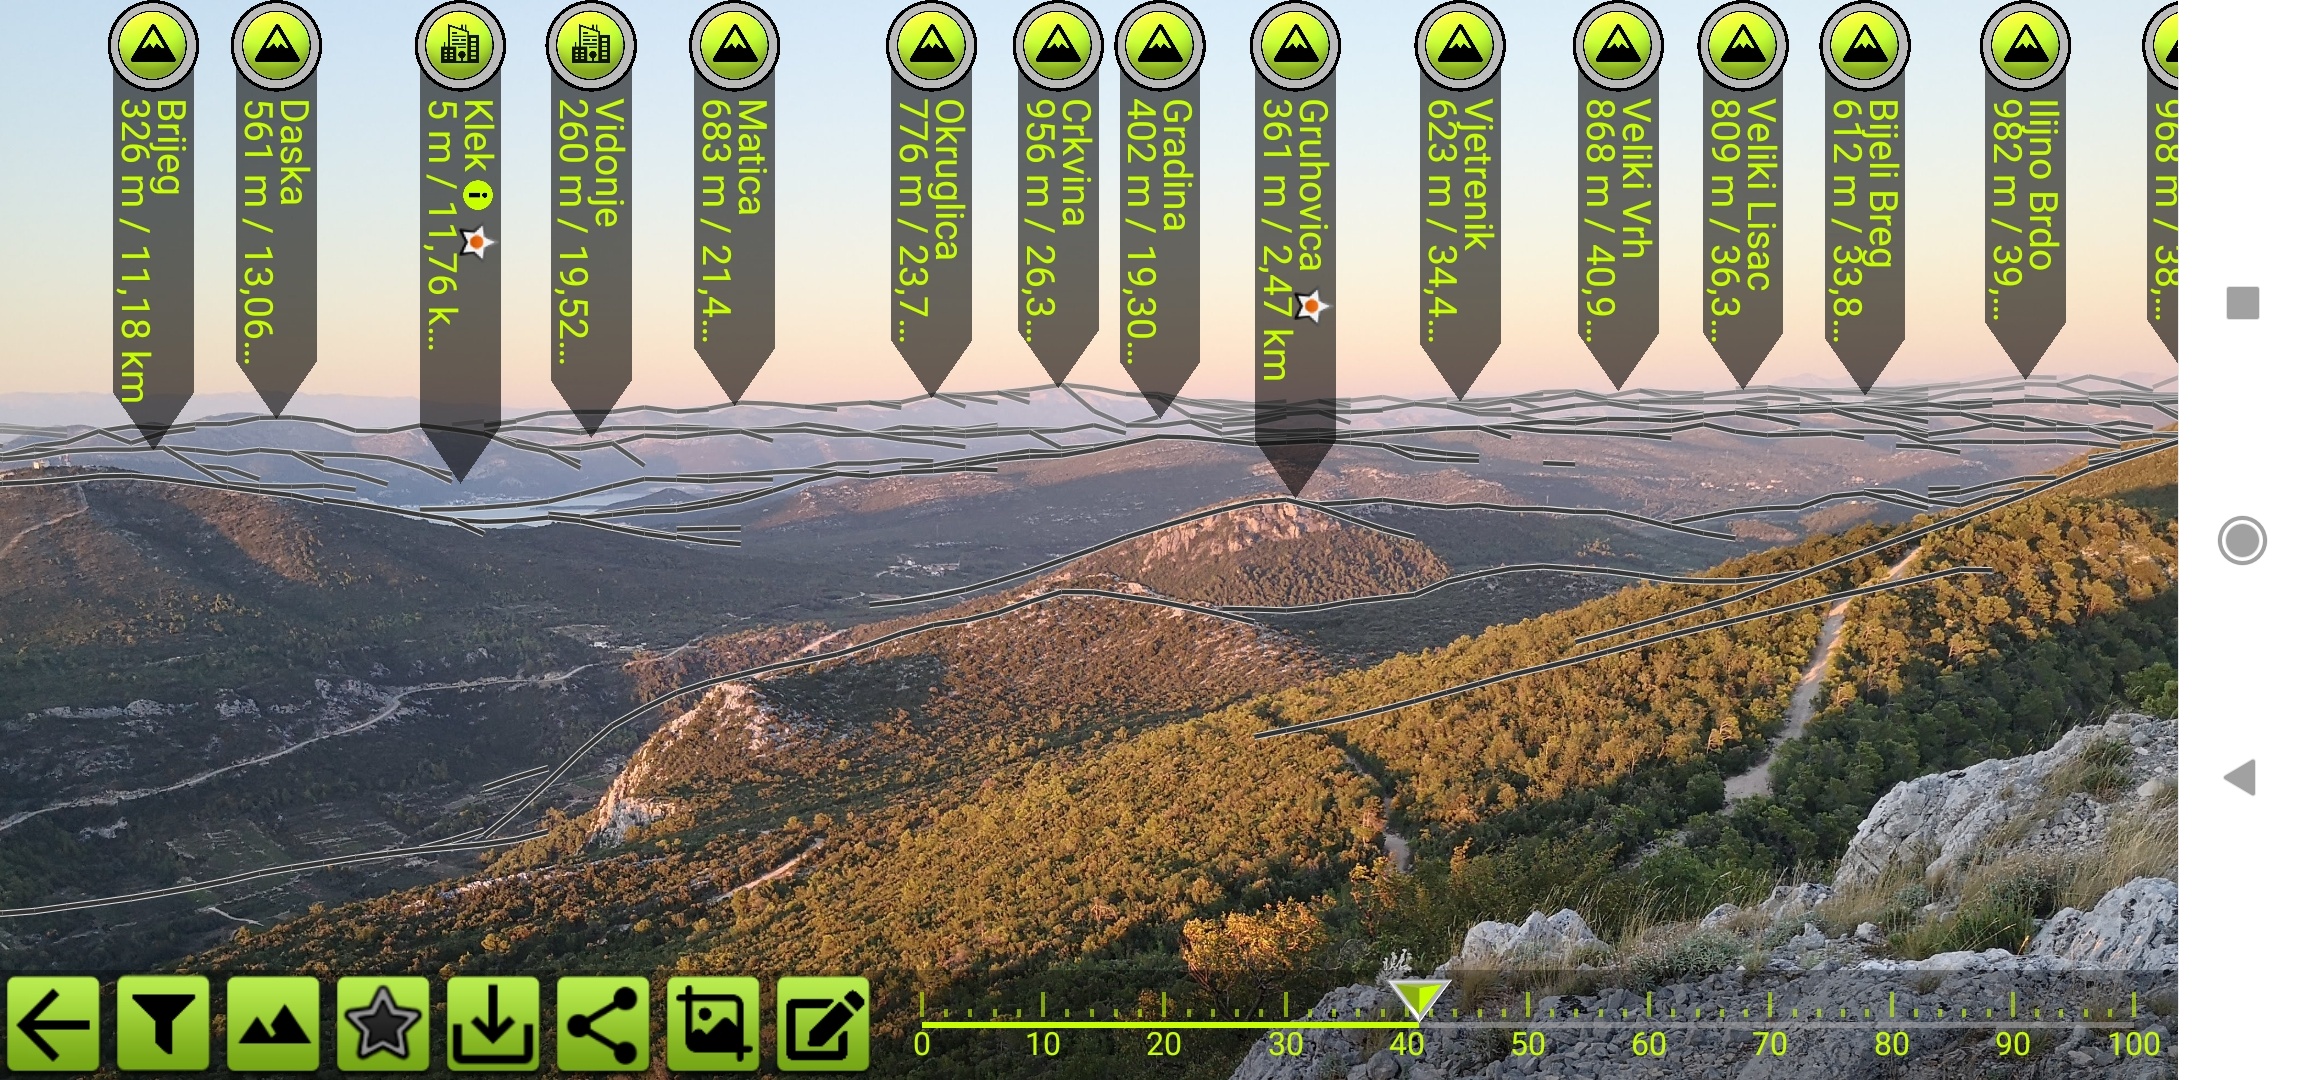 Brijeg
326 m / 11,18 km
Daska
561 m / 13,06...
Klek
5 m / 11,76 k...
Vidonje
260 m / 19,52...
Matica
683 m / 21,4...
Okruglica
776 m / 23,7...
Crkvina
956 m / 26,3...
Gradina
402 m / 19,30...
Gruhovica
361 m / 2,47 km
Vjetrenik
623 m / 34,4...
Veliki Vrh
868 m / 40,9...
Veliki Lisac
809 m / 36,3...
Bijeli Breg
612 m / 33,8...
Ilijno Brdo
982 m / 39,...
968 m / 38,...
0 10 20 30 40 50 60 70 80 90 100